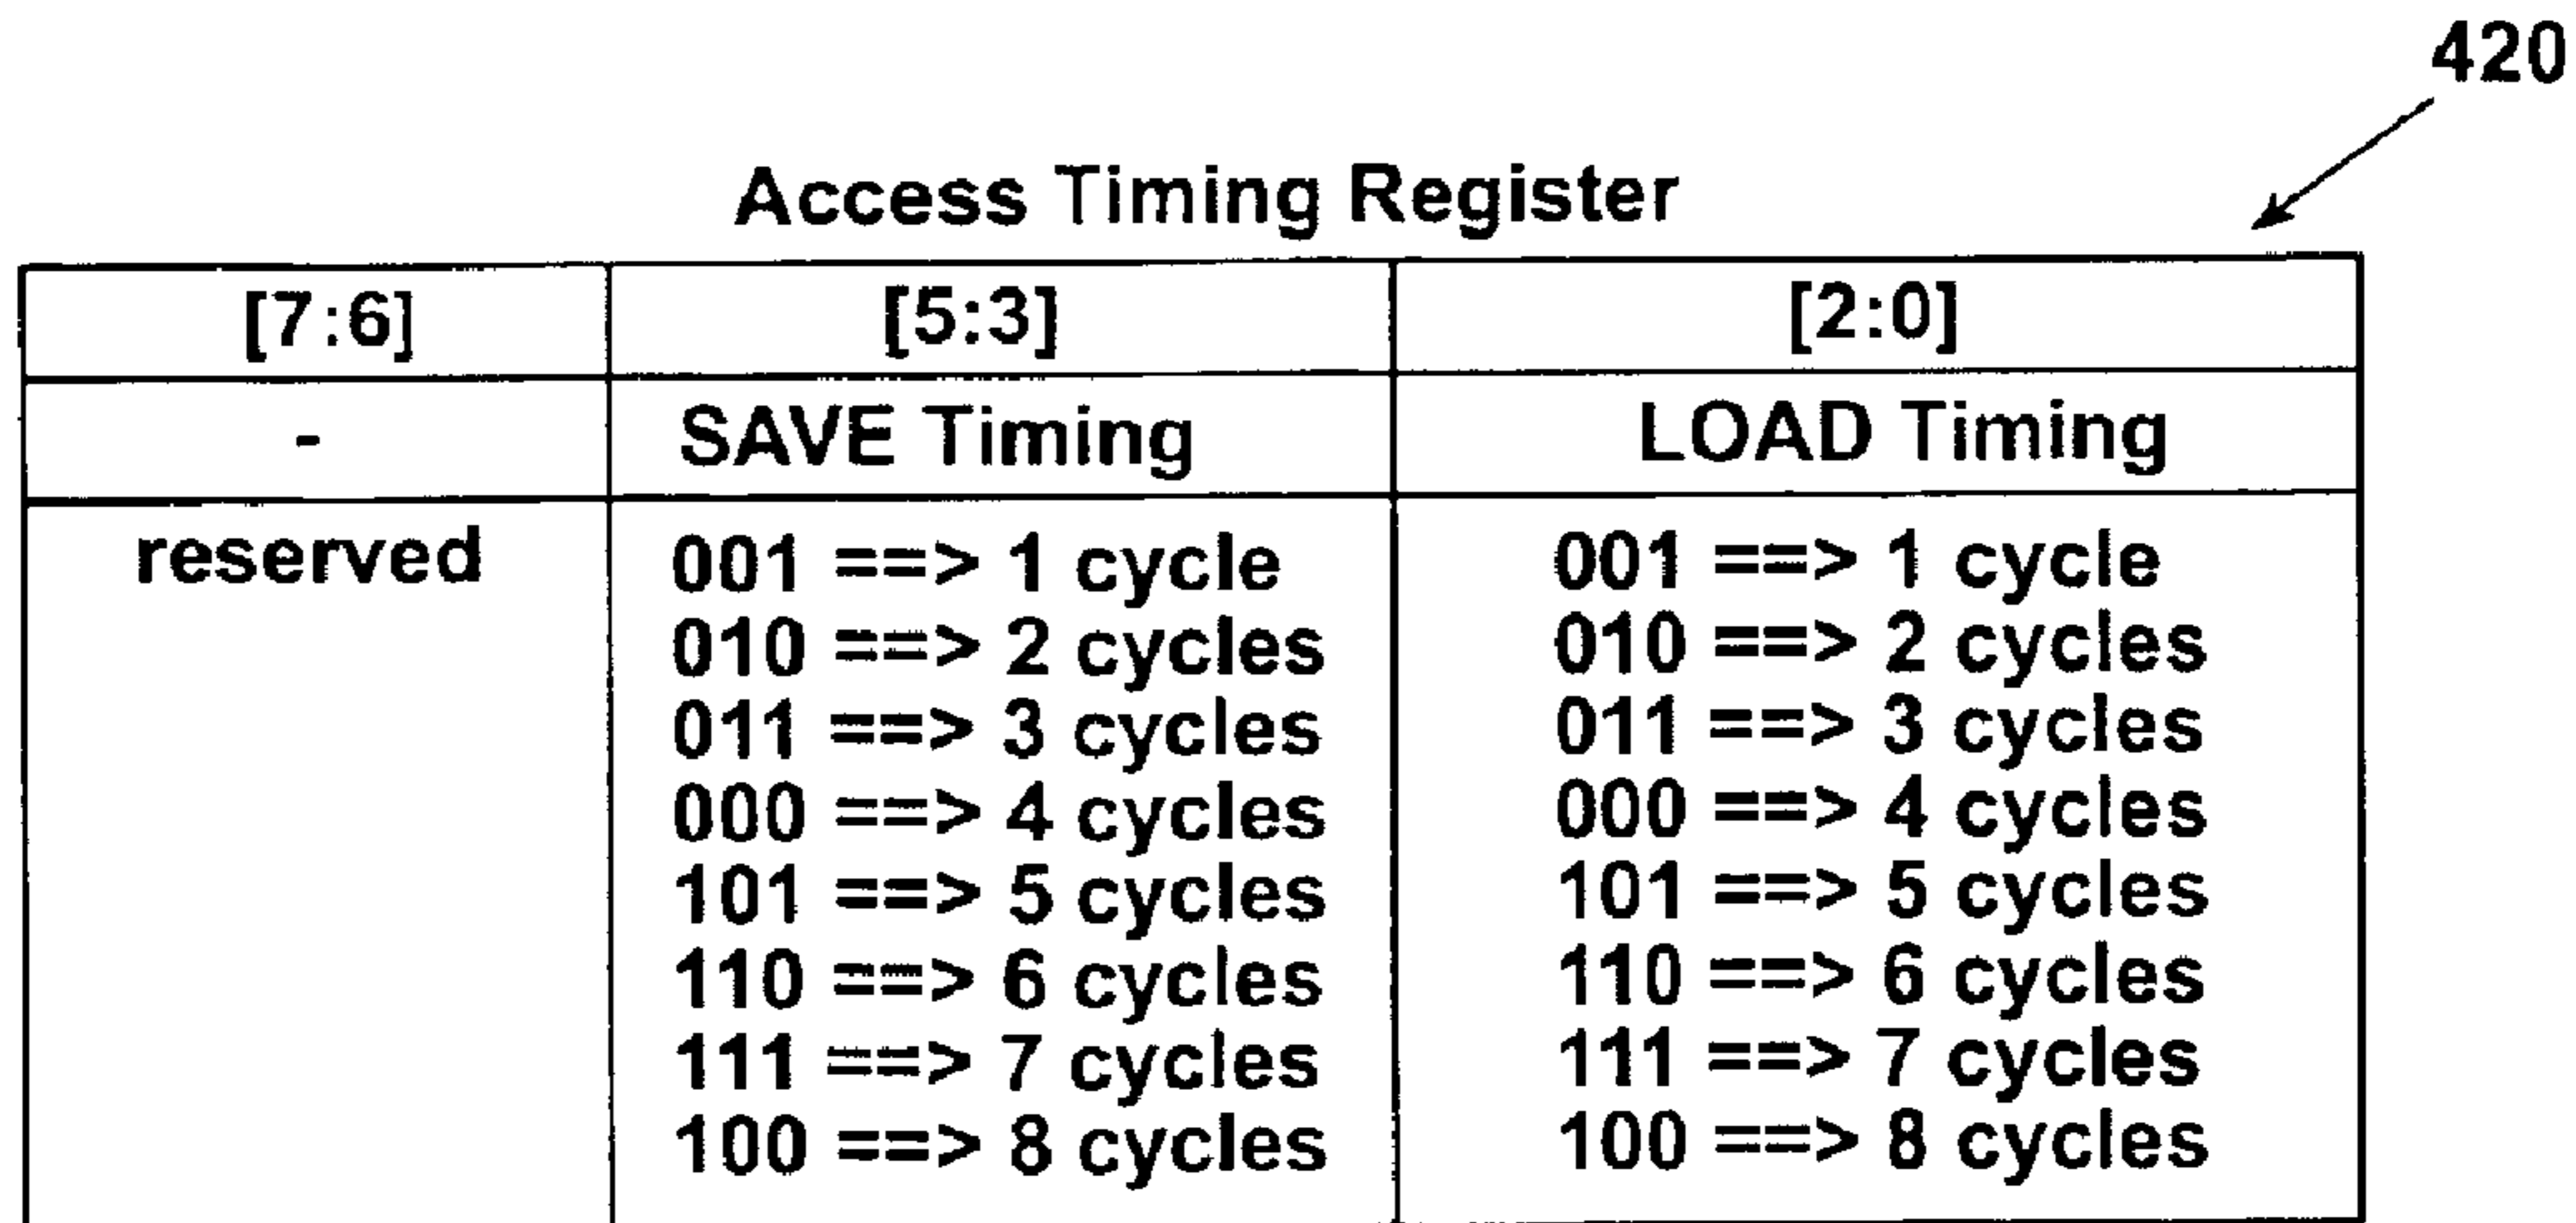 420
Access Timing Register
[7:6] [5:3] [2:0]
- SAVE Timing LOAD Timing
reserved 001 ==> 1 cycle 001 ==> 1 cycle
010 ==> 2 cycles 010 ==> 2 cycles
011 ==> 3 cycles 011 ==> 3 cycles
000 ==> 4 cycles 000 ==> 4 cycles
101 ==> 5 cycles 101 ==> 5 cycles
110 ==> 6 cycles 110 ==> 6 cycles
111 ==> 7 cycles 111 ==> 7 cycles
100 ==> 8 cycles 100 ==> 8 cycles